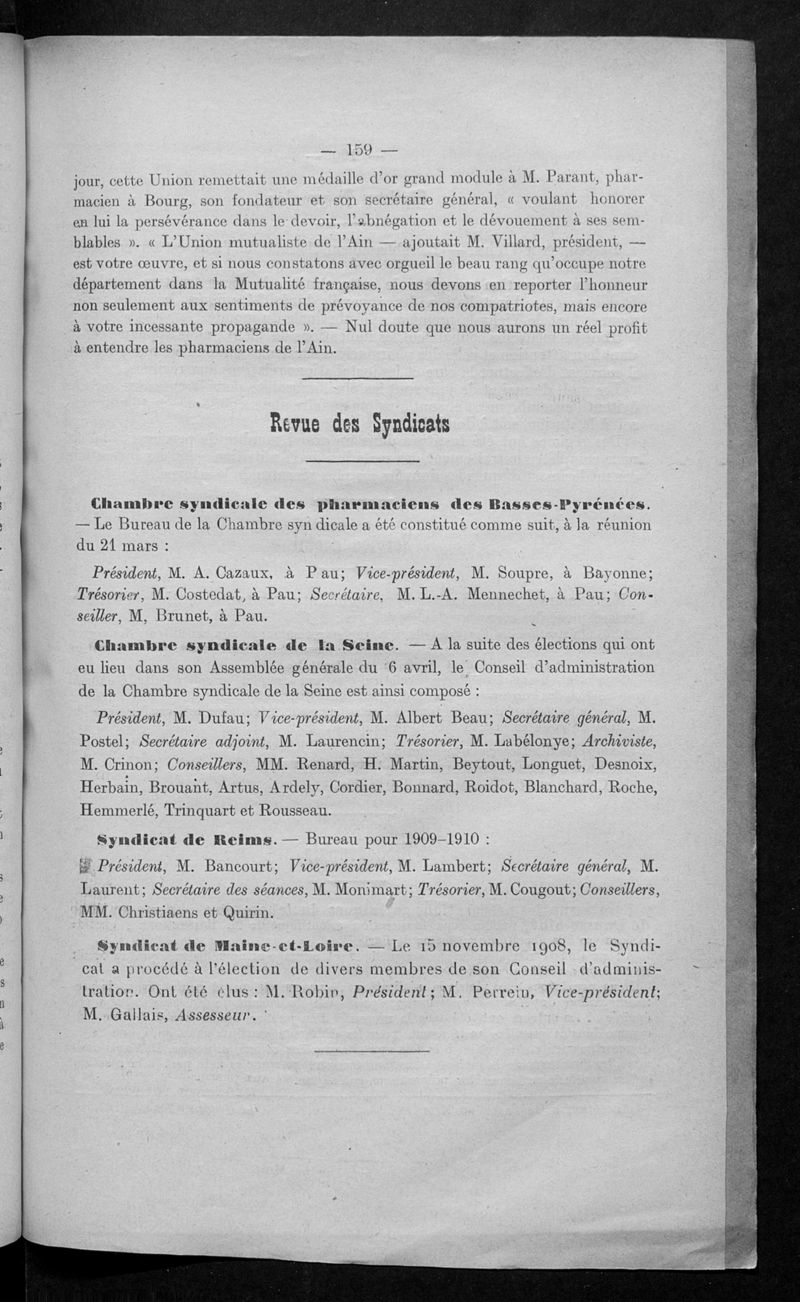 — 159 —
jour, cette Union remettait une médaille d'or grand module à M. Parant, phar-
macien à Bourg, son fondateur et son secrétaire général, « voulant honorer
en lui la persévérance dans le devoir, l'abnégation et le dévouement à ses sem-
blables ». « L'Union mutualiste de l'Ain — ajoutait M. Villard, président, —
est votre œuvre, et si nous constatons avec orgueil le beau rang qu'occupe notre
département dans la Mutualité française, nous devons en reporter l'honneur
non seulement aux sentiments de prévoyance de nos compatriotes, mais encore
à votre incessante propagande ». — Nul doute que nous aurons un réel profit
à entendre les pharmaciens de l'Ain.
Revue des Syndicats
Chambre syndicale des pharmaciens des Basses-Pyrénées.
— Le Bureau de la Chambre syndicale a été constitué comme suit, à la réunion
du 21 mars :
Président, M. A. Cazaux, à Pau; Vice-président, M. Soupre, à Bayonne;
Trésorier, M. Costedat, à Pau; Secrétaire, M. L.-A. Mennechet, à Pau; Con-
seiller, M, Brunet, à Pau.
Chambre syndicale de la Seine. — A la suite des élections qui ont
eu lieu dans son Assemblée générale du 6 avril, le Conseil d'administration
de la Chambre syndicale de la Seine est ainsi composé :
Président, M. Dufau; Vice-président, M. Albert Beau; Secrétaire général, M.
Postel; Secrétaire adjoint, M. Laurencin; Trésorier, M. Labélonye; Archiviste,
M. Crinon; Conseillers, MM. Renard, H. Martin, Beytout, Longuet, Desnoix,
Herbain, Brouant, Artus, Ardely, Cordier, Bonnard, Roidot, Blanchard, Roche,
Hemmerlé, Trinquart et Rousseau.
Syndicat de Reims. — Bureau pour 1909-1910 :
Président, M. Bancourt; Vice-président, M. Lambert; Secrétaire général, M.
Laurent; Secrétaire des séances, M. Monimart; Trésorier, M. Cougout; Conseillers,
MM. Christiaens et Quirin.
Syndicat de Maine-et-Loire. — Le 15 novembre 1908, le Syndi-
cat a procédé à l'élection de divers membres de son Conseil d'adminis-
tration. Ont été élus : M. Robin, Président; M. Perrein, Vice-président;
M. Gallais, Assesseur.